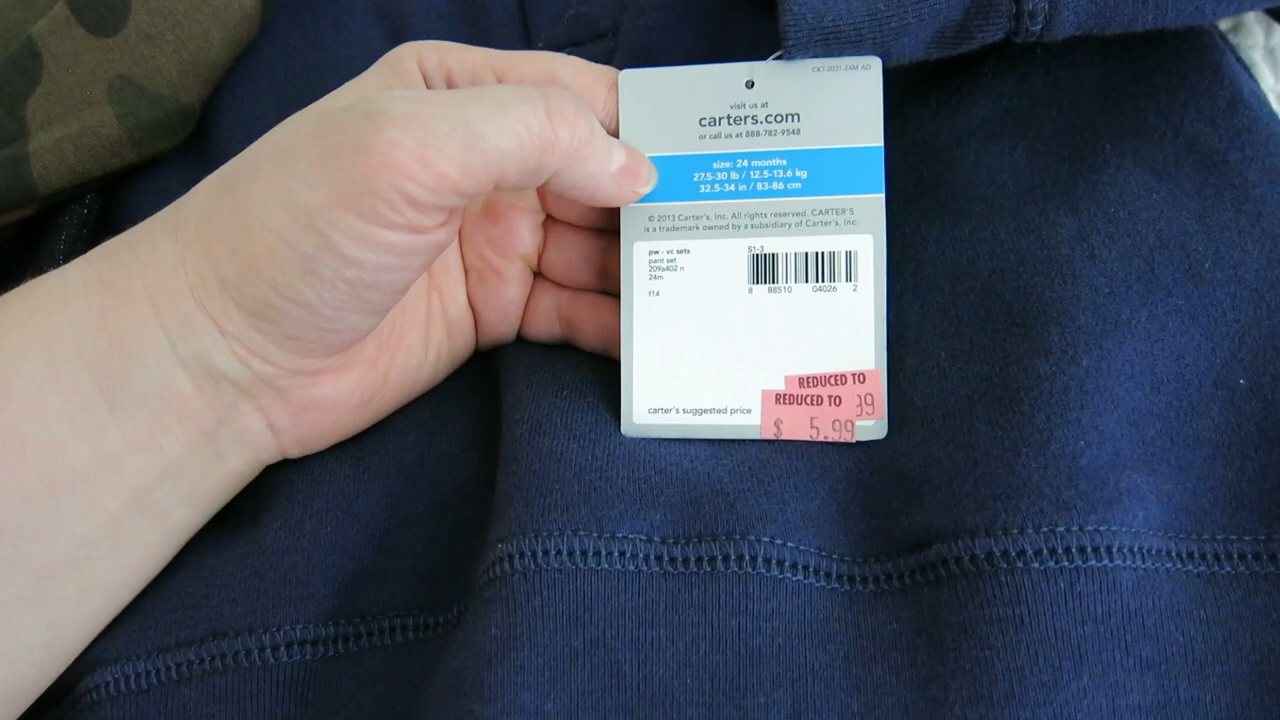 CKT-2031-24M AD
visit us at
carters.com
or call us at 888-782-9548
size: 24 months
27.5-30 lb / 12.5-13.6 kg
32.5-34 in / 83-86 cm
© 2013 Carter's, Inc. All rights reserved. CARTER'S
is a trademark owned by a subsidiary of Carter's, Inc.
pw - vc sets
pant set
209a402 n
24m
f14
S1-3
8 88510 04026 2
carter's suggested price
REDUCED TO
99
REDUCED TO
$ 5.99